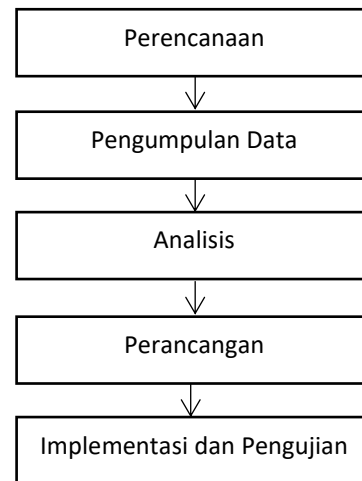 Perencanaan
Pengumpulan Data
Analisis
Perancangan
Implementasi dan Pengujian